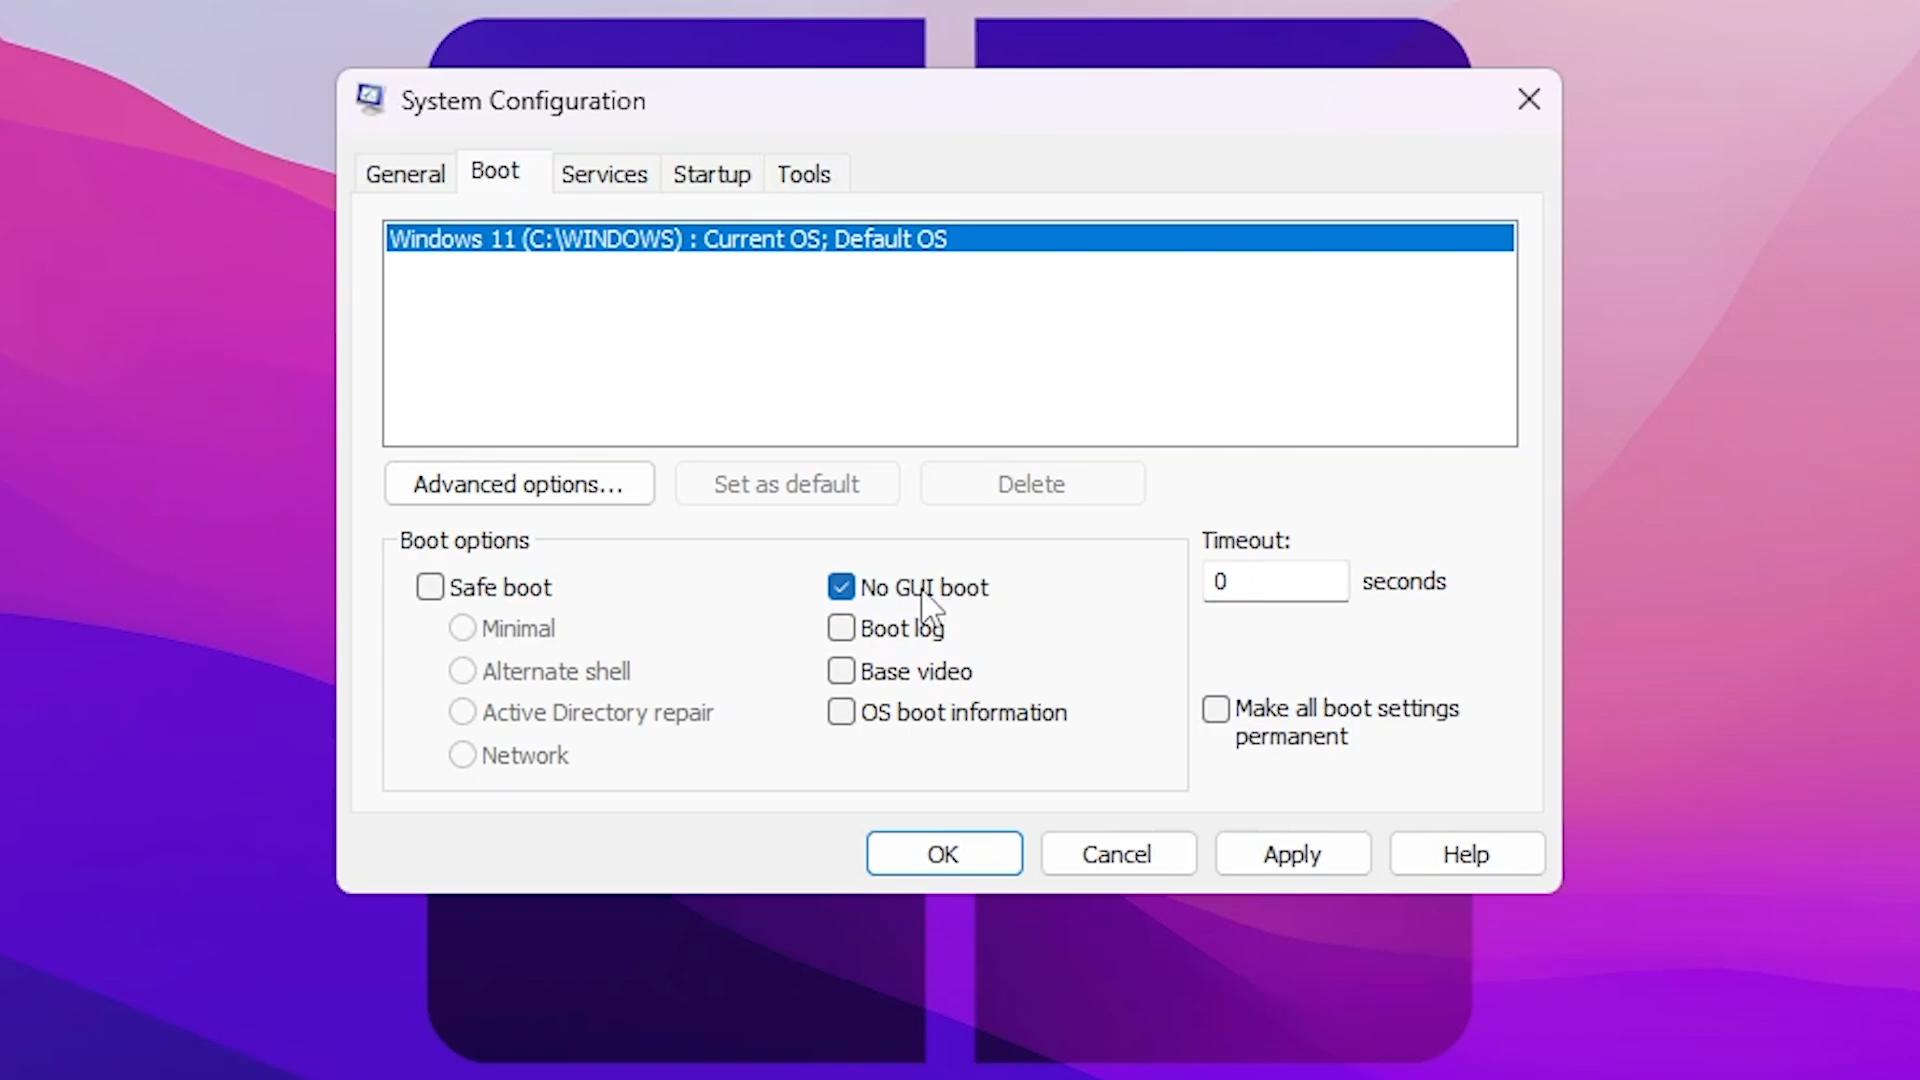 System Configuration
General Boot Services Startup Tools
Windows 11 (C:\WINDOWS) : Current OS; Default OS
Advanced options... Set as default Delete
Boot options
Timeout:
Safe boot
No GUI boot
0 seconds
Minimal
Boot log
Alternate shell
Base video
Active Directory repair
OS boot information
Make all boot settings
permanent
Network
OK Cancel Apply Help